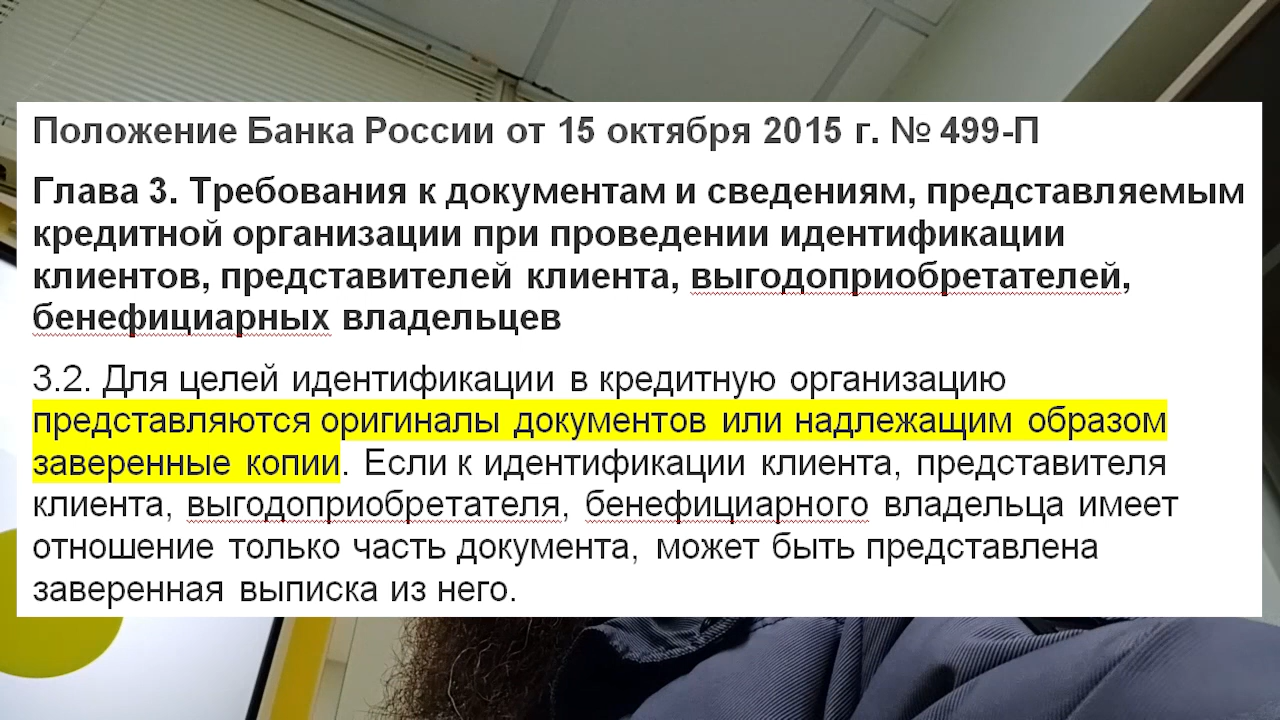 Положение Банка России от 15 октября 2015 г. № 499-П
Глава 3. Требования к документам и сведениям, представляемым
кредитной организации при проведении идентификации
клиентов, представителей клиента, выгодоприобретателей,
бенефициарных владельцев
3.2. Для целей идентификации в кредитную организацию
представляются оригиналы документов или надлежащим образом
заверенные копии. Если к идентификации клиента, представителя
клиента, выгодоприобретателя, бенефициарного владельца имеет
отношение только часть документа, может быть представлена
заверенная выписка из него.